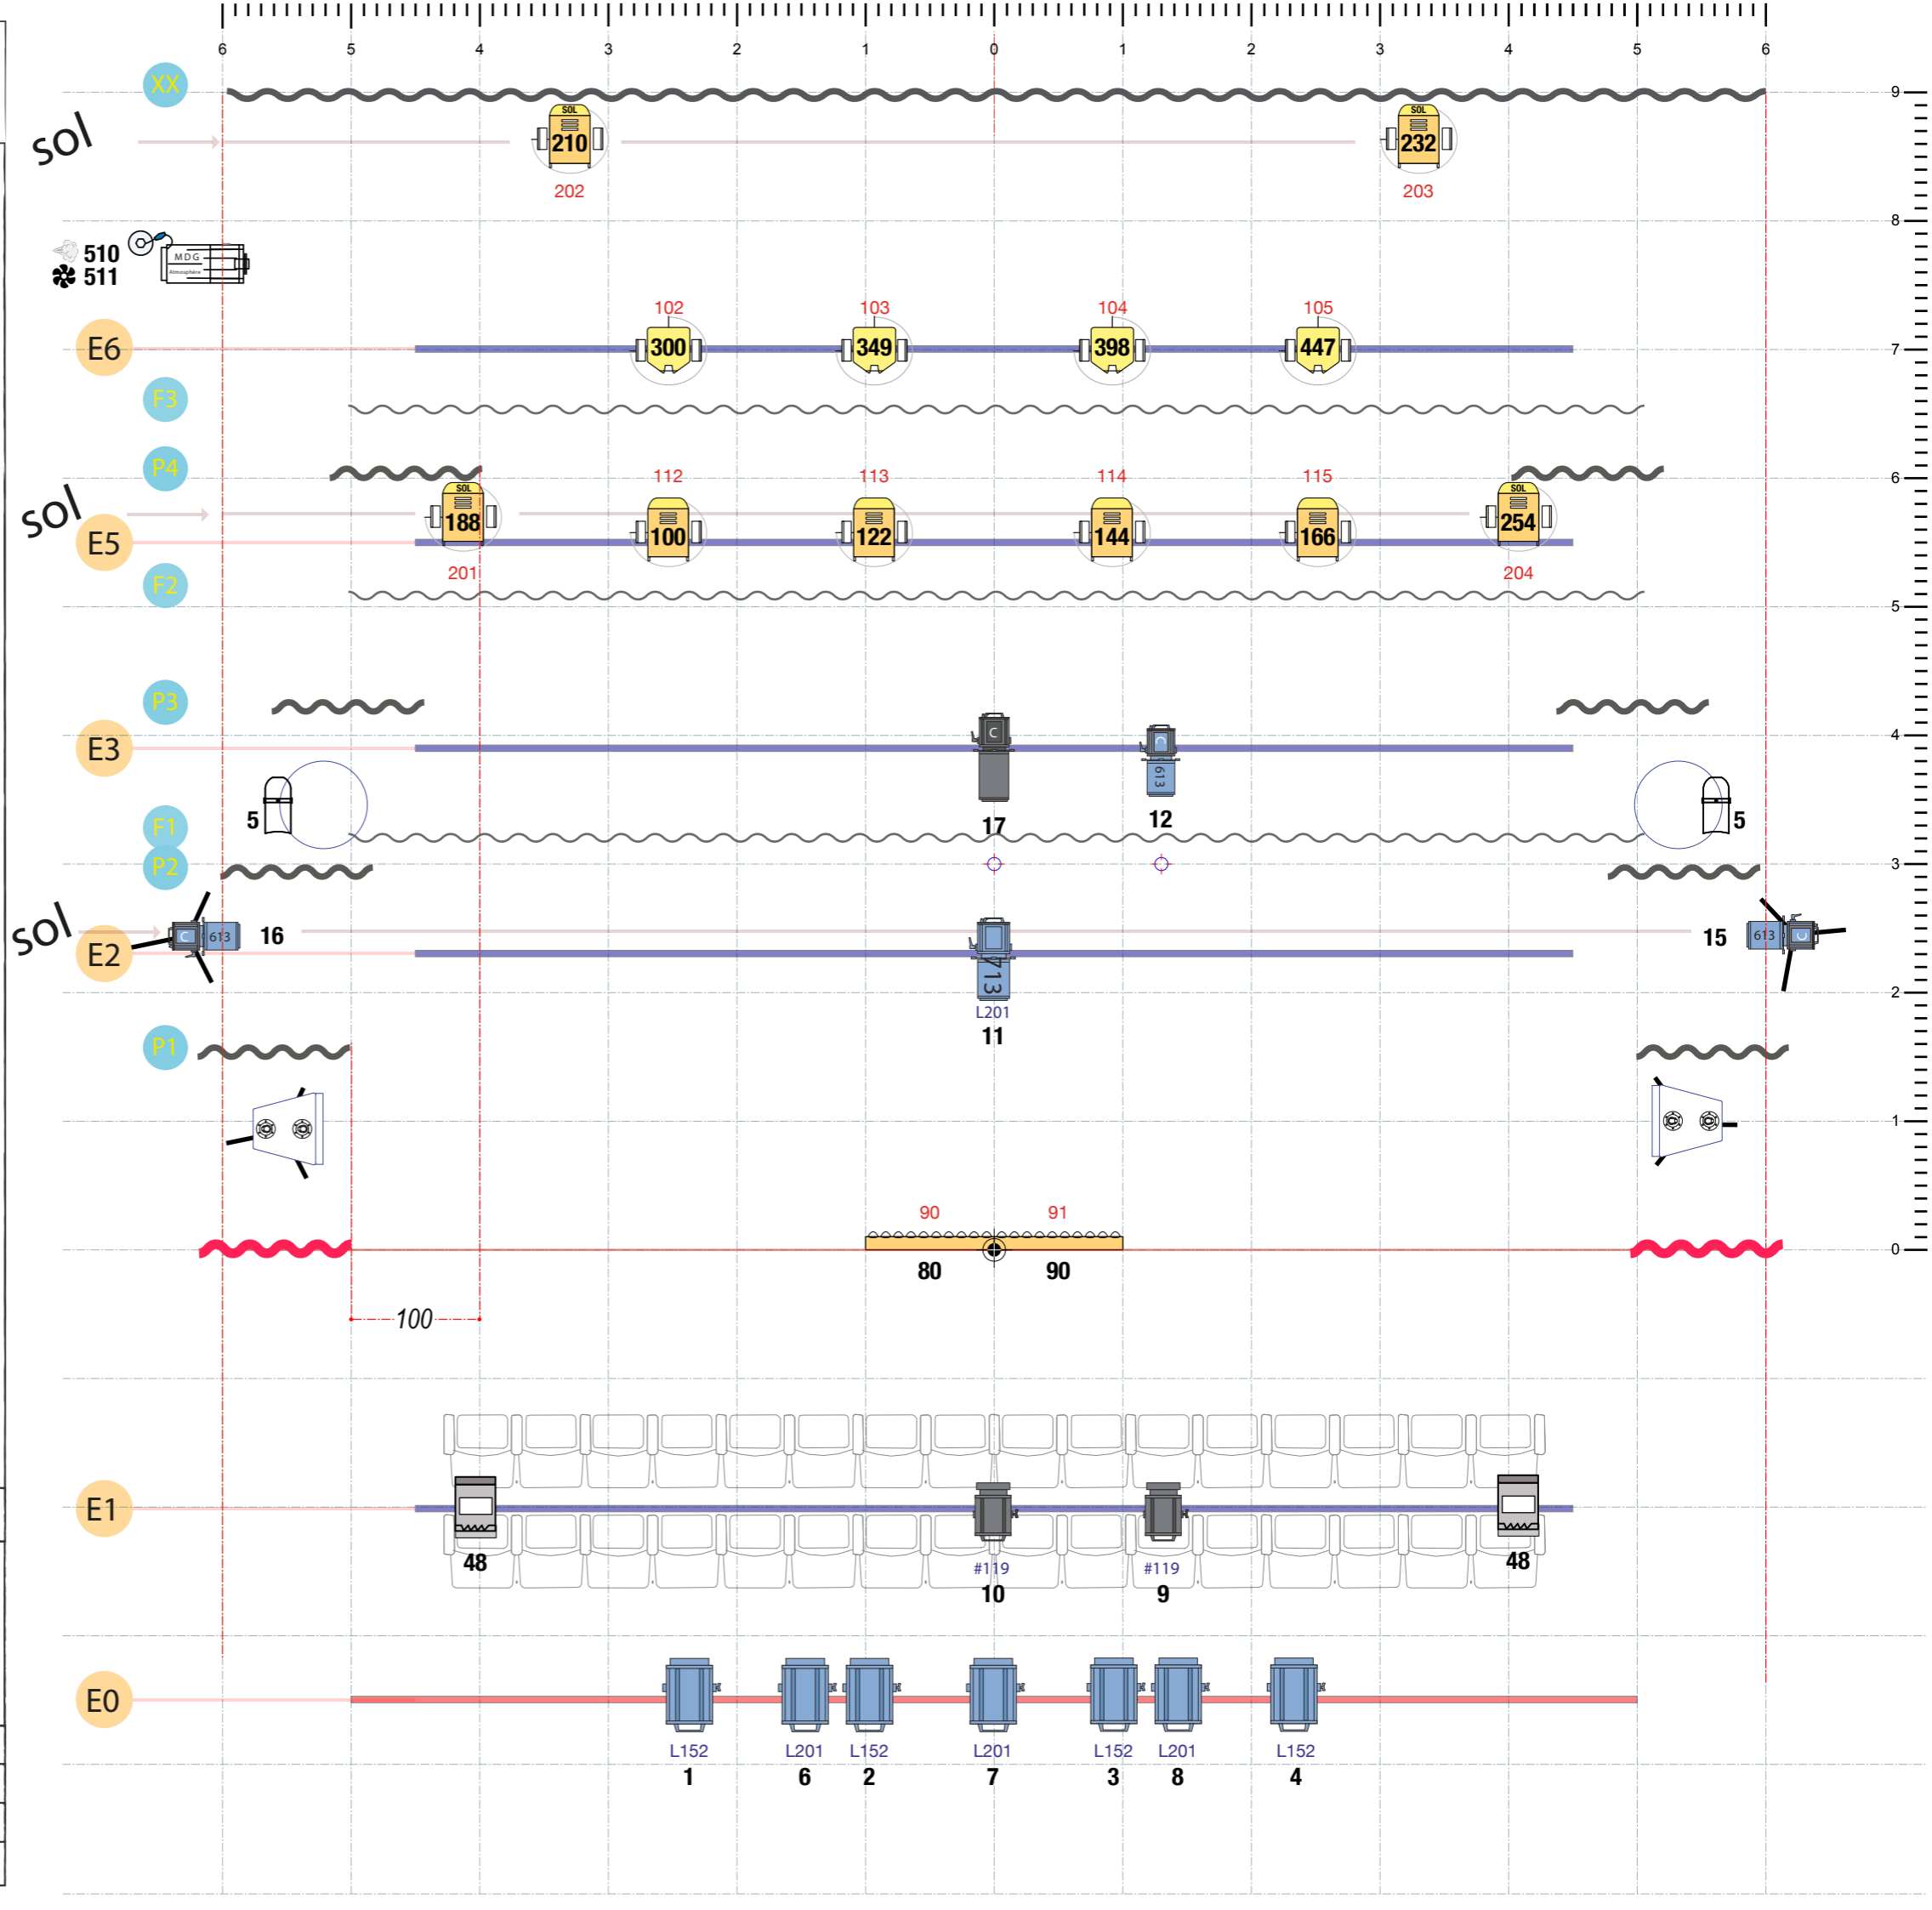 6 5 4 3 2 1 0 1 2 3 4 5 6
XX
9
sol
SOL SOL
210 232
202 203
8
510
511
MDG
Atmosphère
102 103 104 105
E6 300 349 398 447 7
F3
P4
112 113 114 115
6
sol
SOL SOL
188 254
E5 100 122 144 166
201 204
F2
5
P3
C C
E3
4
613
5 17 12 5
F1
P2
3
sol
C 613 16 15 613 C
E2
713
2
L201
11
P1
1
90 91
0
80 90
100
E1
48 48
#119 #119
10 9
E0
L152 L201 L152 L201 L152 L201 L152
1 6 2 7 3 8 4